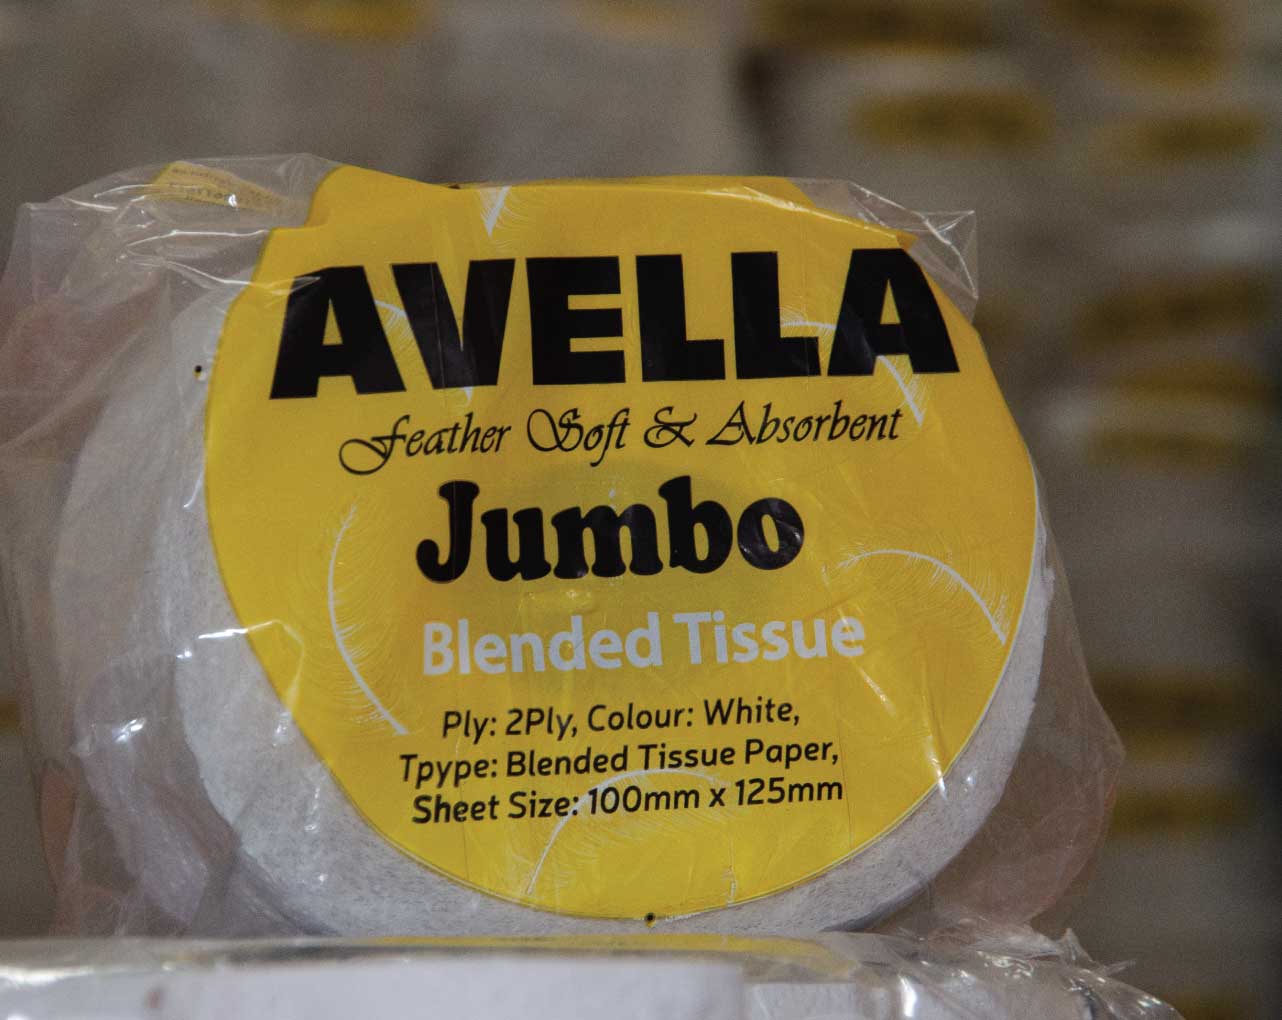 AVELLA
Feather Soft & Absorbent
Jumbo
Blended Tissue
Ply: 2Ply, Colour: White,
Tpype: Blended Tissue Paper,
Sheet Size: 100mm x 125mm